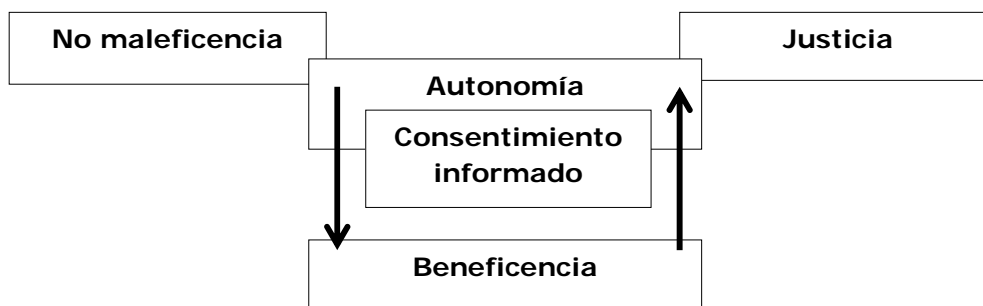 No maleficencia
Justicia
Autonomía
Consentimiento
informado
Beneficencia